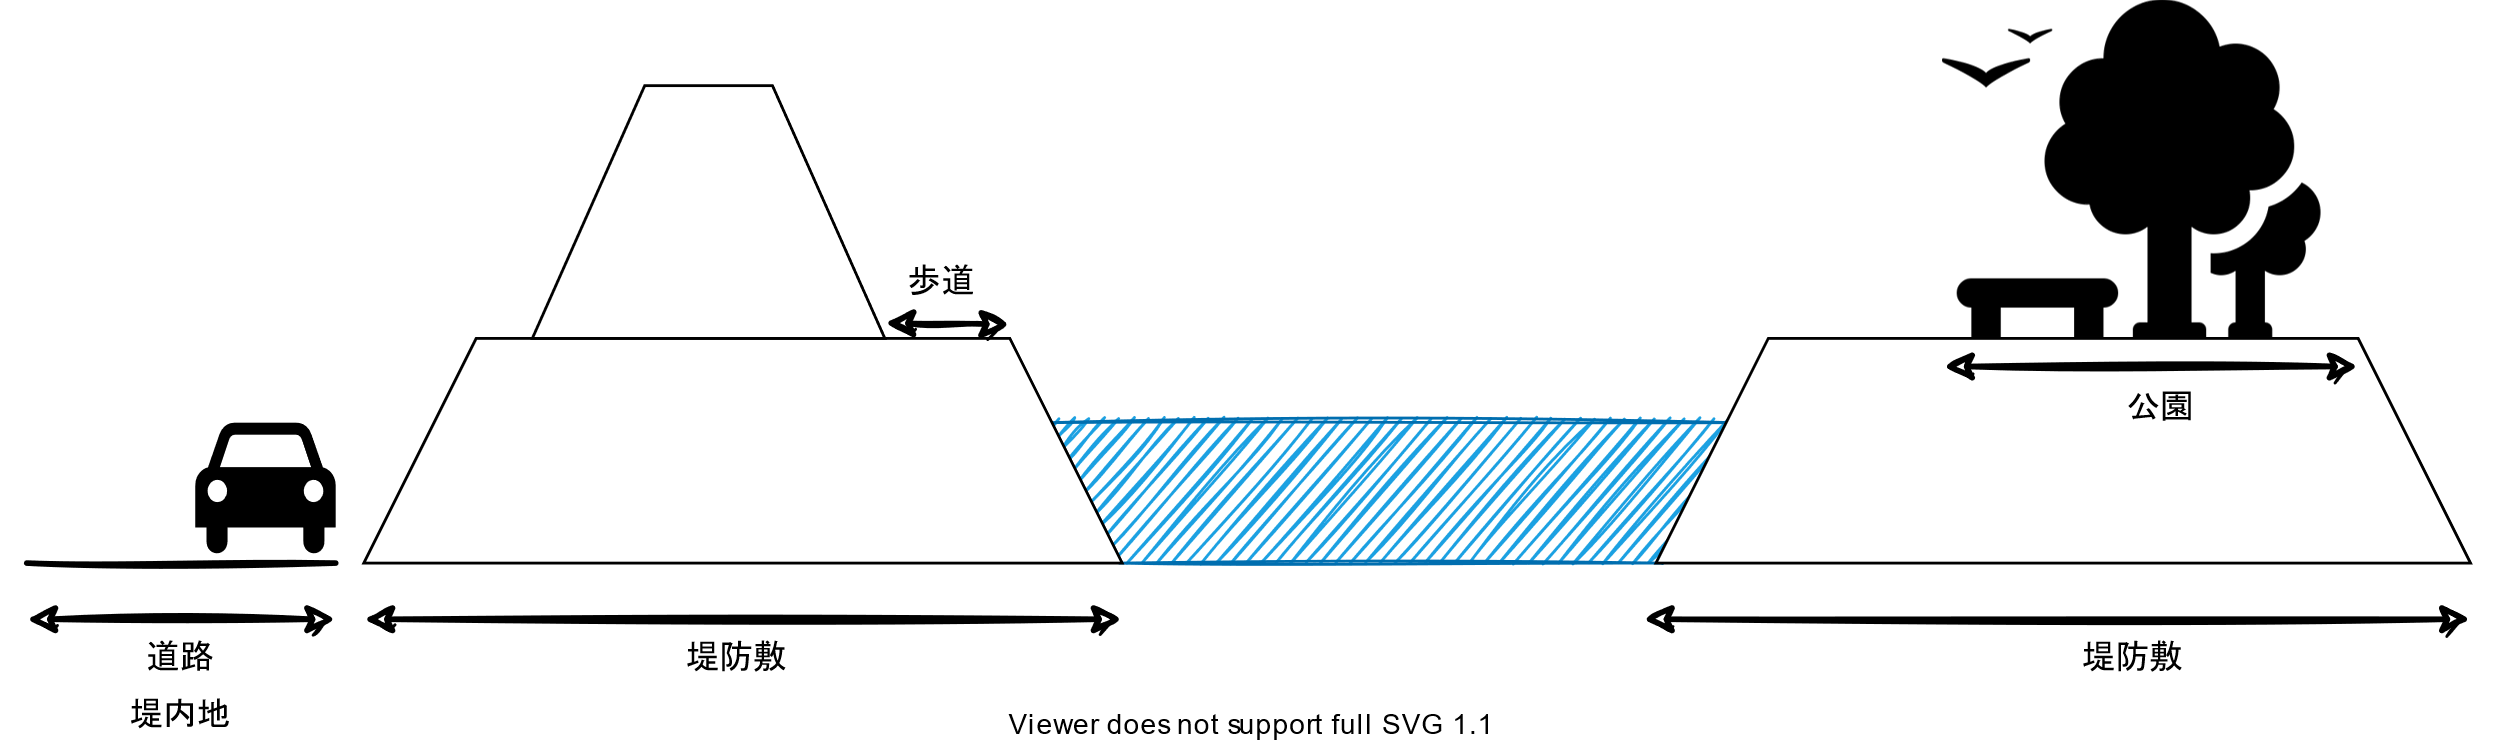 歩道
公園
道路
堤内地
堤防敷
堤防敷
Viewer does not support full SVG 1.1